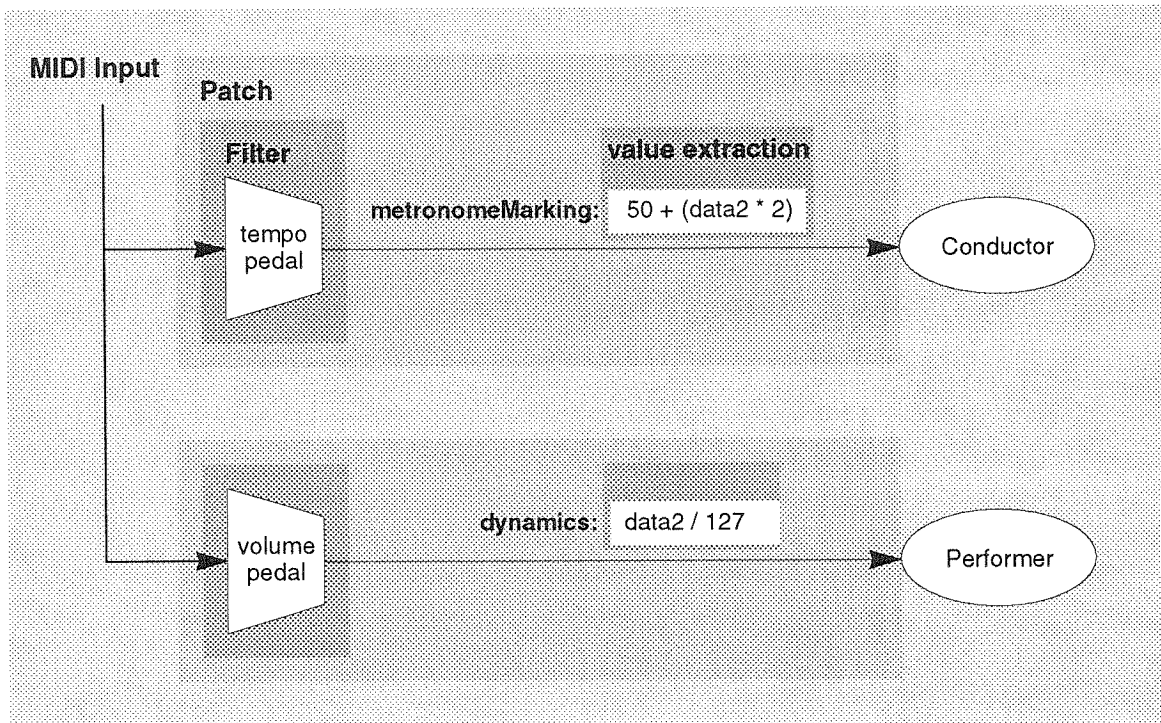 MIDI Input
Patch
Filter
value extraction
metronomeMarking: 50 + (data2 * 2)
tempo
pedal
Conductor
dynamics: data2 / 127
volume
pedal
Performer